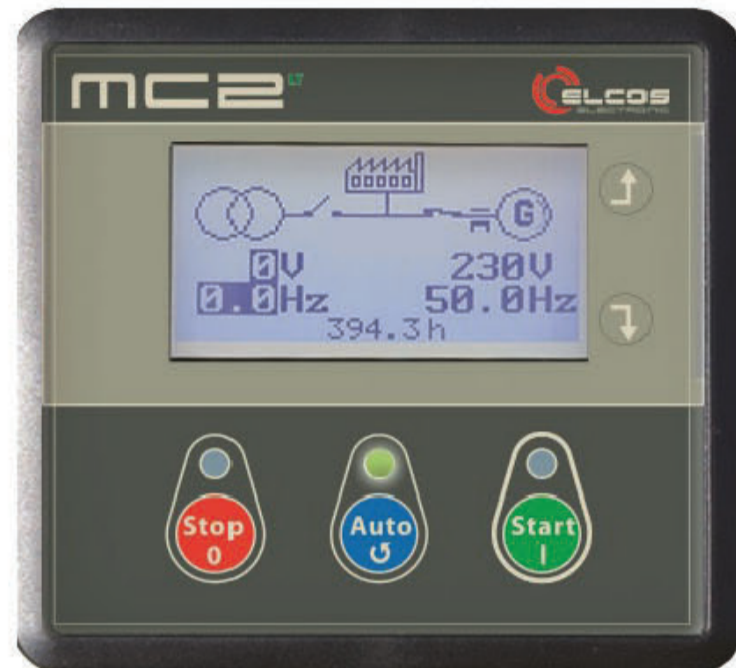 MC2 LT
ELCOS
ELECTRONIC
G
0V 230V
0.0Hz 50.0Hz
394.3h
Stop Auto Start
0 I